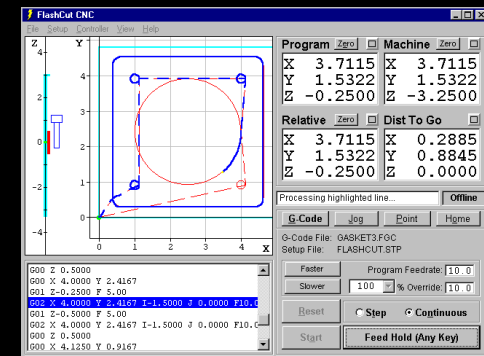 FlashCut CNC
File Setup Controller View Help
Z Y
4 4
2 3
0 2
-2 1
-4 0
0 1 2 3 4 X
Program Zero Machine Zero
X 3.7115 X 3.7115
Y 1.5322 Y 1.5322
Z -0.2500 Z -3.2500
Relative Zero Dist To Go
X 3.7115 X 0.2885
Y 1.5322 Y 0.8845
Z -0.2500 Z 0.0000
Processing highlighted line... Offline
G-Code Jog Point Home
G-Code File: GASKET3.FGC
Setup File: FLASHCUT.STP
Faster Program Feedrate: 10.0
Slower 100 % Override: 10.0
Reset Step Continuous
Start Feed Hold (Any Key)
G00 Z 0.5000
G00 X 4.0000 Y 2.4167
G01 Z-0.2500 F 5.00
G02 X 4.0000 Y 2.4167 I-1.5000 J 0.0000 F10.0
G01 Z-0.5000 F 5.00
G02 X 4.0000 Y 2.4167 I-1.5000 J 0.0000 F10.
G00 Z 0.5000
G00 X 4.1250 Y 0.9167